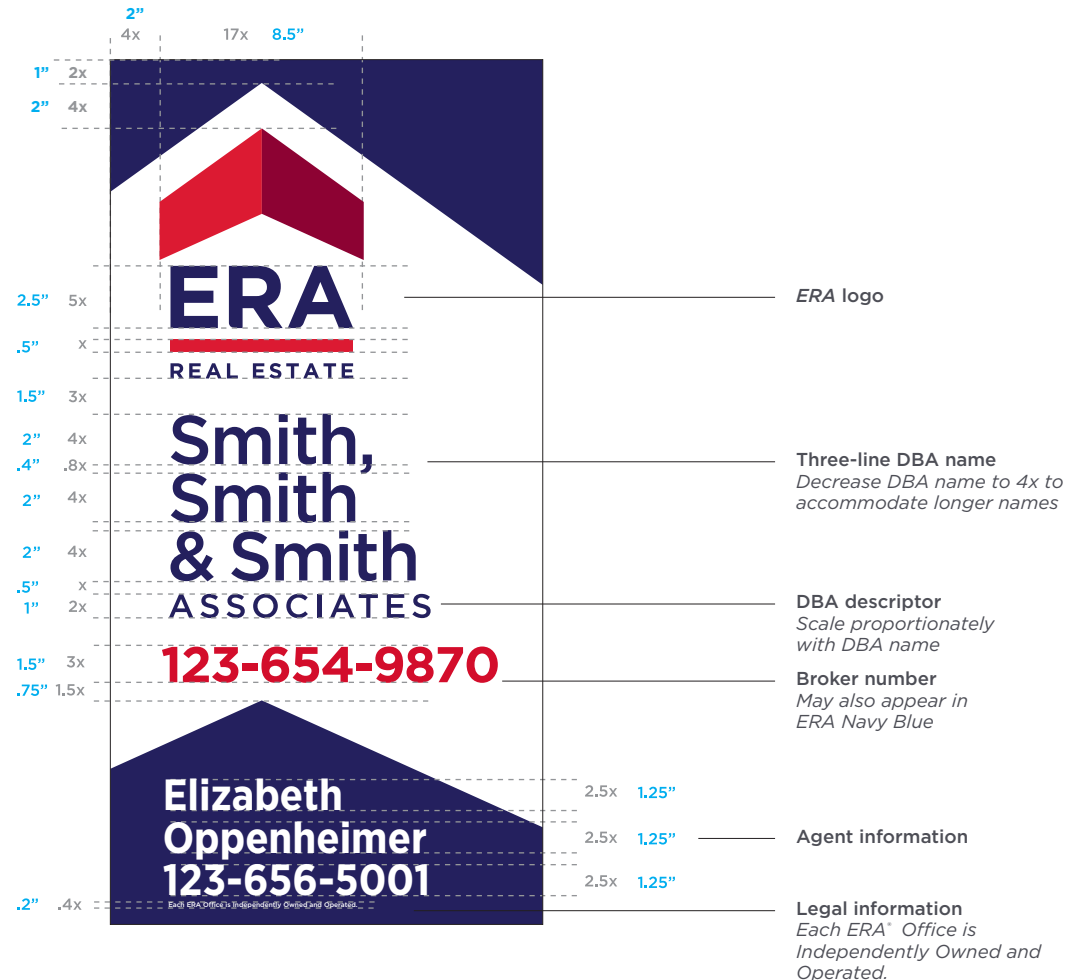 2”
4x 17x 8.5”
1” 2x
2” 4x
ERA
2.5” 5x
ERA logo
.5” x
REAL ESTATE
1.5” 3x
Smith,
2” 4x
.4” .8x
Three-line DBA name
Decrease DBA name to 4x to
accommodate longer names
Smith
2” 4x
& Smith
2” 4x
.5” x
ASSOCIATES
1” 2x
DBA descriptor
Scale proportionately
with DBA name
123-654-9870
1.5” 3x
.75” 1.5x
Broker number
May also appear in
ERA Navy Blue
Elizabeth
2.5x 1.25”
Oppenheimer
2.5x 1.25”
Agent information
123-656-5001
2.5x 1.25”
.2” .4x
Each ERA Office is Independently Owned and Operated.
Legal information
Each ERA® Office is
Independently Owned and
Operated.